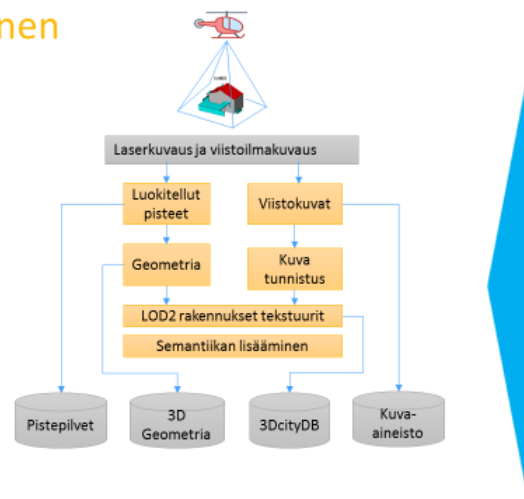 nen
Laserkuvaus ja viistoilmakuvaus
Luokitellut
pisteet
Viistokuvat
Geometria
Kuva
tunnistus
LOD2 rakennukset tekstuurit
Semantiikan lisääminen
Pistepilvet
3D
Geometria
3DcityDB
Kuva-
aineisto